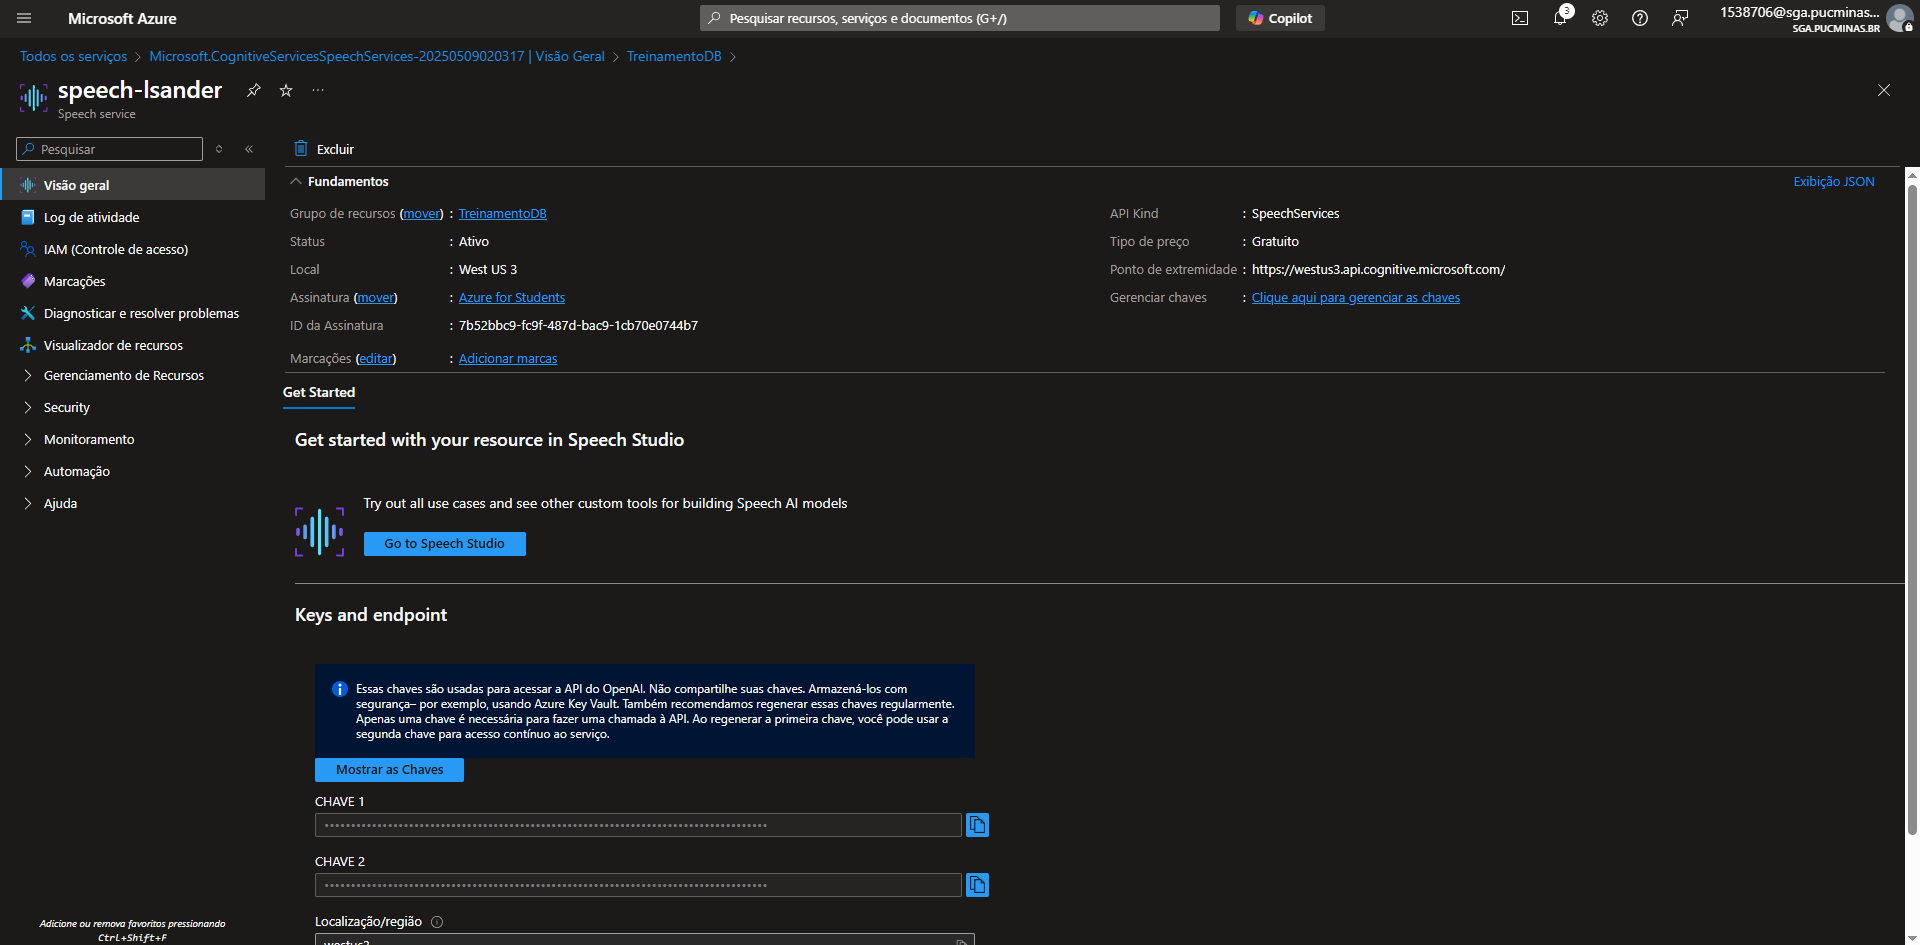 Microsoft Azure
Pesquisar recursos, serviços e documentos (G+/)
Copilot
3
1538706@sga.pucminas...
SGA.PUCMINAS.BR
Todos os serviços > Microsoft.CognitiveServicesSpeechServices-20250509020317 | Visão Geral > TreinamentoDB >
speech-lsander
Speech service
Pesquisar
Visão geral
Log de atividade
IAM (Controle de acesso)
Marcações
Diagnosticar e resolver problemas
Visualizador de recursos
Gerenciamento de Recursos
Security
Monitoramento
Automação
Ajuda
Adicione ou remova favoritos pressionando
Ctrl+Shift+F
Excluir
Fundamentos
Exibição JSON
Grupo de recursos (mover) : TreinamentoDB
Status : Ativo
Local : West US 3
Assinatura (mover) : Azure for Students
ID da Assinatura : 7b52bbc9-fc9f-487d-bac9-1cb70e0744b7
Marcações (editar) : Adicionar marcas
API Kind : SpeechServices
Tipo de preço : Gratuito
Ponto de extremidade : https://westus3.api.cognitive.microsoft.com/
Gerenciar chaves : Clique aqui para gerenciar as chaves
Get Started
Get started with your resource in Speech Studio
Try out all use cases and see other custom tools for building Speech AI models
Go to Speech Studio
Keys and endpoint
Essas chaves são usadas para acessar a API do OpenAI. Não compartilhe suas chaves. Armazená-los com
segurança– por exemplo, usando Azure Key Vault. Também recomendamos regenerar essas chaves regularmente.
Apenas uma chave é necessária para fazer uma chamada à API. Ao regenerar a primeira chave, você pode usar a
segunda chave para acesso contínuo ao serviço.
Mostrar as Chaves
CHAVE 1
CHAVE 2
Localização/região
westus3